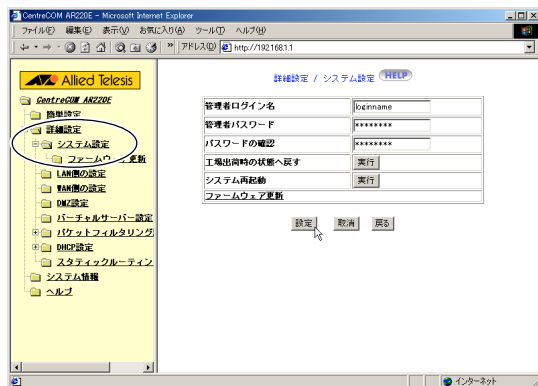 CentreCOM AR220E - Microsoft Internet Explorer
ファイル(F) 編集(E) 表示(V) お気に入り(A) ツール(T) ヘルプ(H)
アドレス(D) http://192.168.1.1
Allied Telesis
CentreCOM AR220E
簡単設定
詳細設定
システム設定
ファームウェア更新
LAN側の設定
WAN側の設定
DMZ設定
バーチャルサーバー設定
パケットフィルタリング
DHCP設定
スタティックルーティン
システム情報
ヘルプ
詳細設定 / システム設定 HELP
管理者ログイン名 loginname
管理者パスワード ********
パスワードの確認 ********
工場出荷時の状態へ戻す 実行
システム再起動 実行
ファームウェア更新
設定 取消 戻る
インターネット